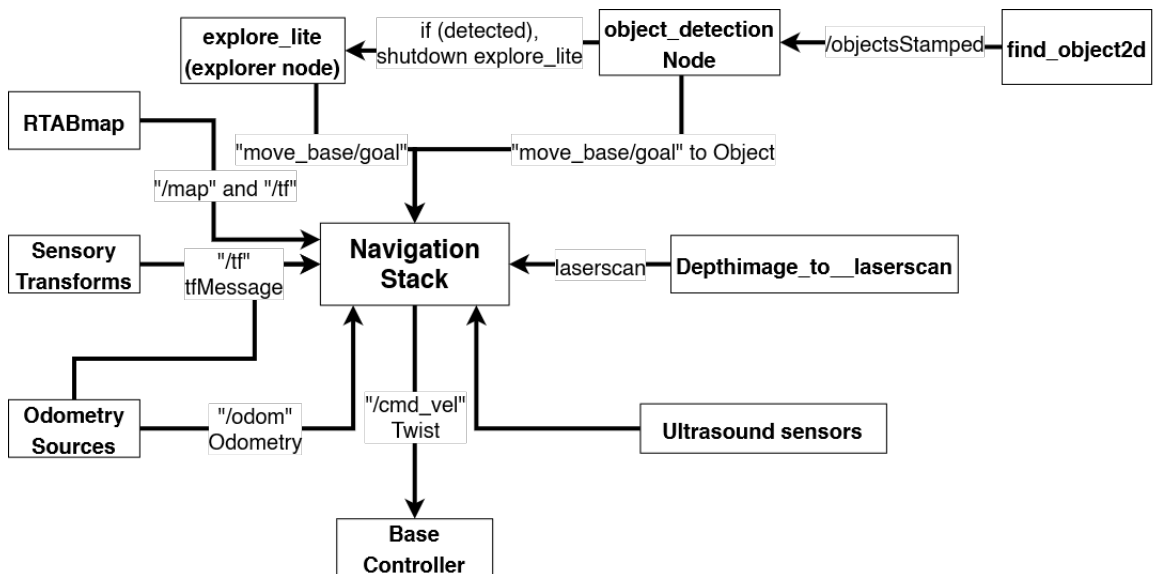 explore_lite
(explorer node)
if (detected),
shutdown explore_lite
object_detection
Node
/objectsStamped
find_object2d
RTABmap
"move_base/goal"
"move_base/goal" to Object
"/map" and "/tf"
Sensory
Transforms
"/tf"
tfMessage
Navigation
Stack
laserscan
Depthimage_to__laserscan
Odometry
Sources
"/odom"
Odometry
"/cmd_vel"
Twist
Ultrasound sensors
Base
Controller